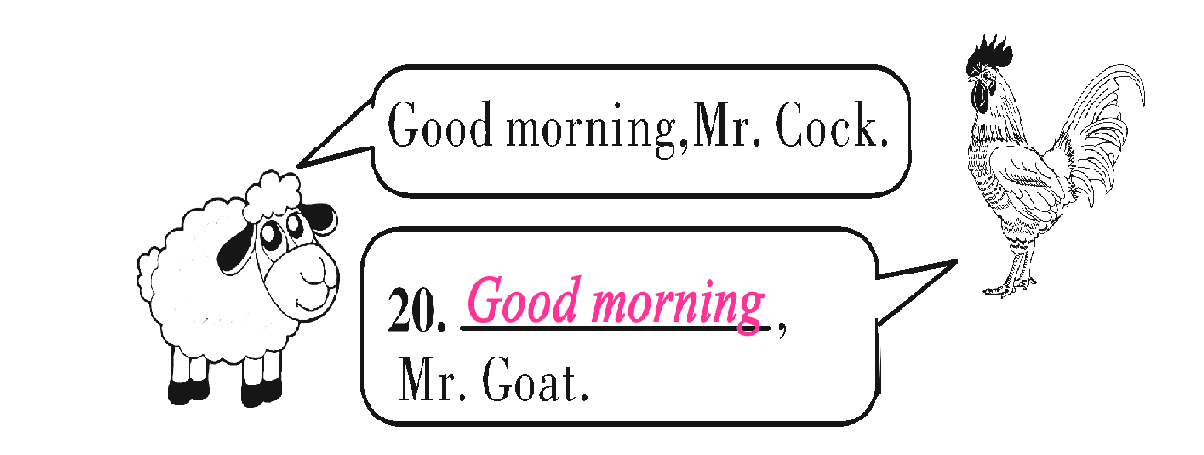 Good morning,Mr. Cock.
20. Good morning,
Mr. Goat.